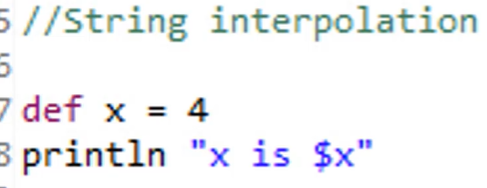 5 //String interpolation
6
7 def x = 4
8 println "x is $x"